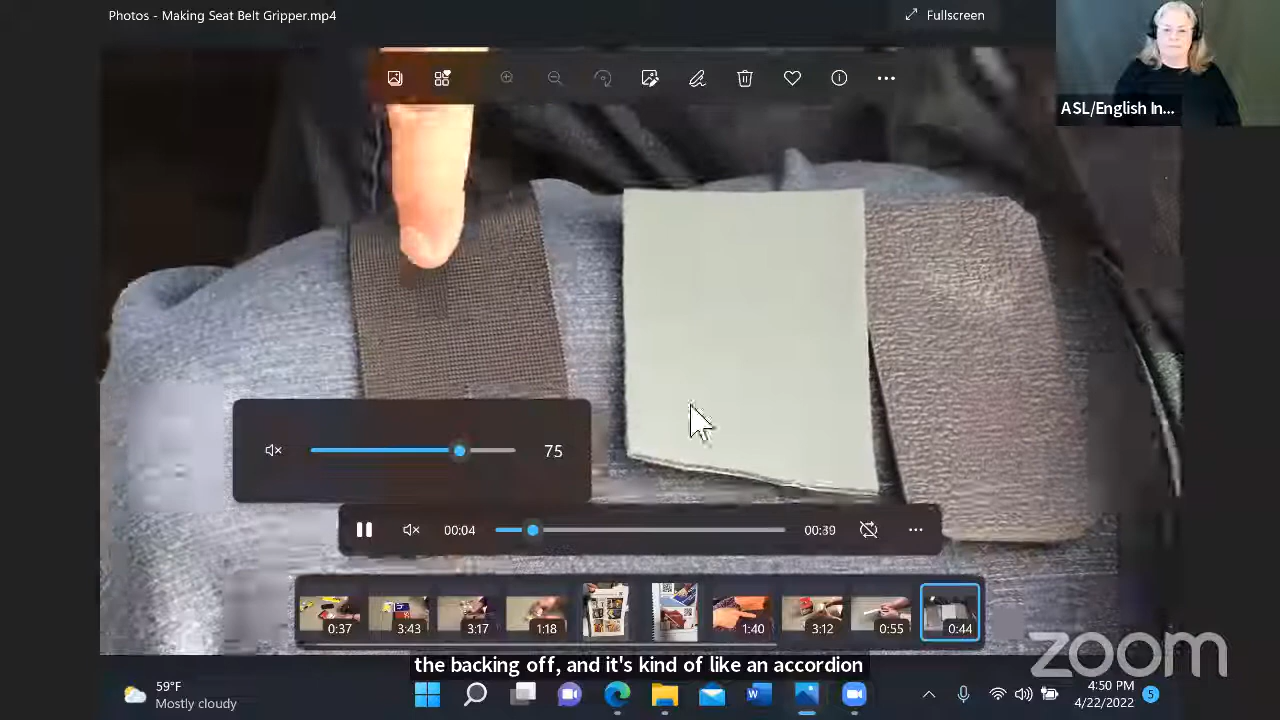 Photos - Making Seat Belt Gripper.mp4
Fullscreen
ASL/English In...
75
00:04
00:39
0:37
3:43
3:17
1:18
1:40
3:12
0:55
0:44
zoom
the backing off, and it's kind of like an accordion
59°F
Mostly cloudy
W
4:50 PM
4/22/2022
5